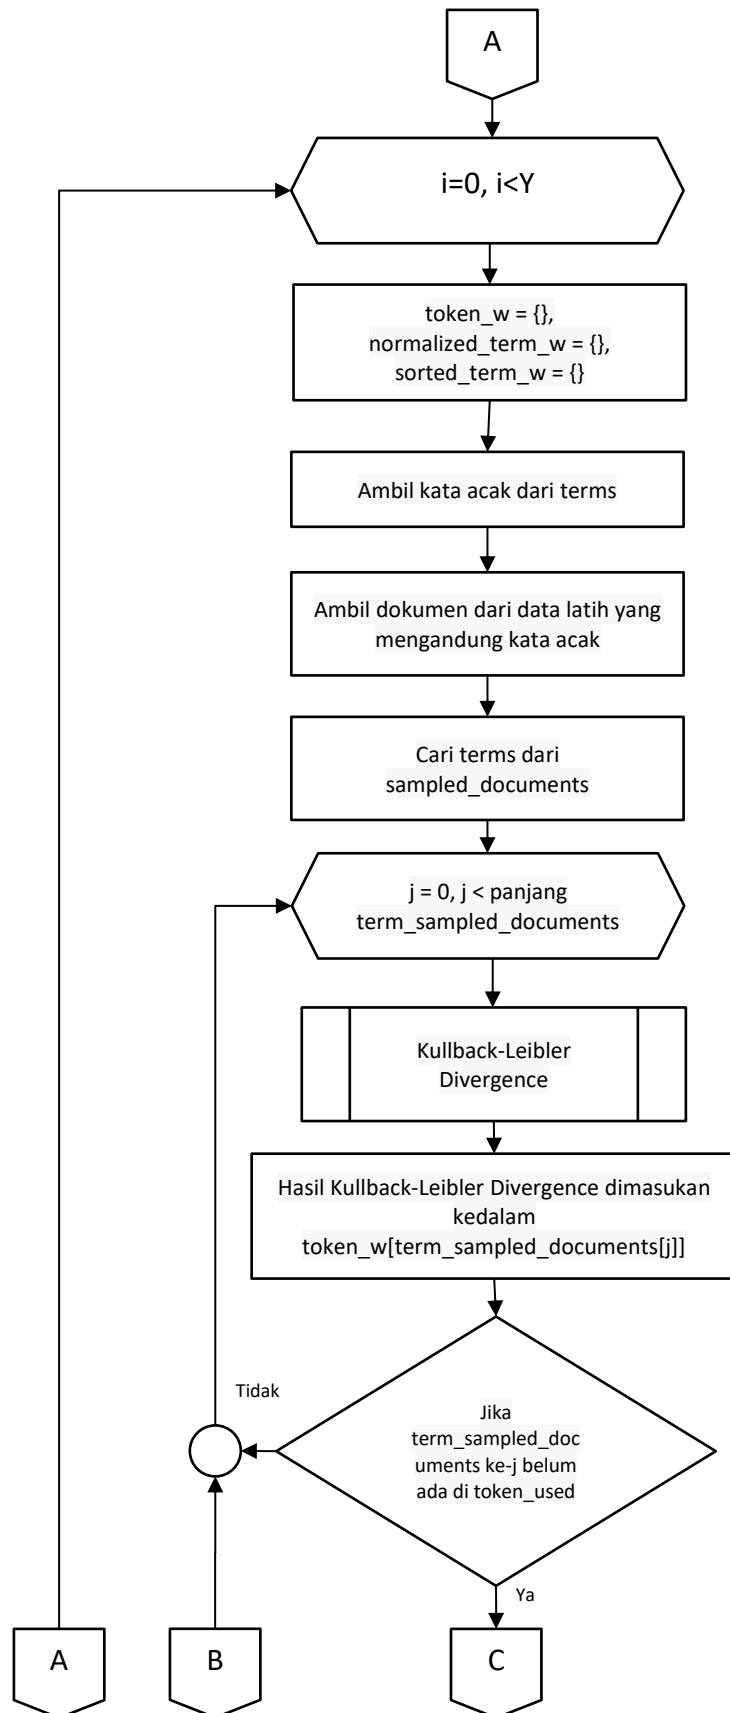 A
i=0, i<Y
token_w = {},
normalized_term_w = {},
sorted_term_w = {}
Ambil kata acak dari terms
Ambil dokumen dari data latih yang
mengandung kata acak
Cari terms dari
sampled_documents
j = 0, j < panjang
term_sampled_documents
Kullback-Leibler
Divergence
Hasil Kullback-Leibler Divergence dimasukan
kedalam
token_w[term_sampled_documents[j]]
Tidak
Jika
term_sampled_doc
uments ke-j belum
ada di token_used
Ya
A
B
C